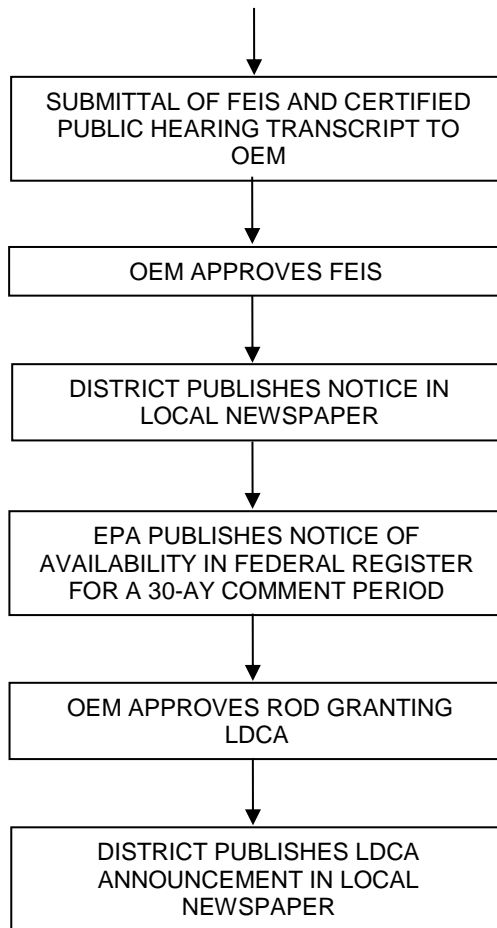 SUBMITTAL OF FEIS AND CERTIFIED
PUBLIC HEARING TRANSCRIPT TO
OEM
OEM APPROVES FEIS
DISTRICT PUBLISHES NOTICE IN
LOCAL NEWSPAPER
EPA PUBLISHES NOTICE OF
AVAILABILITY IN FEDERAL REGISTER
FOR A 30-AY COMMENT PERIOD
OEM APPROVES ROD GRANTING
LDCA
DISTRICT PUBLISHES LDCA
ANNOUNCEMENT IN LOCAL
NEWSPAPER